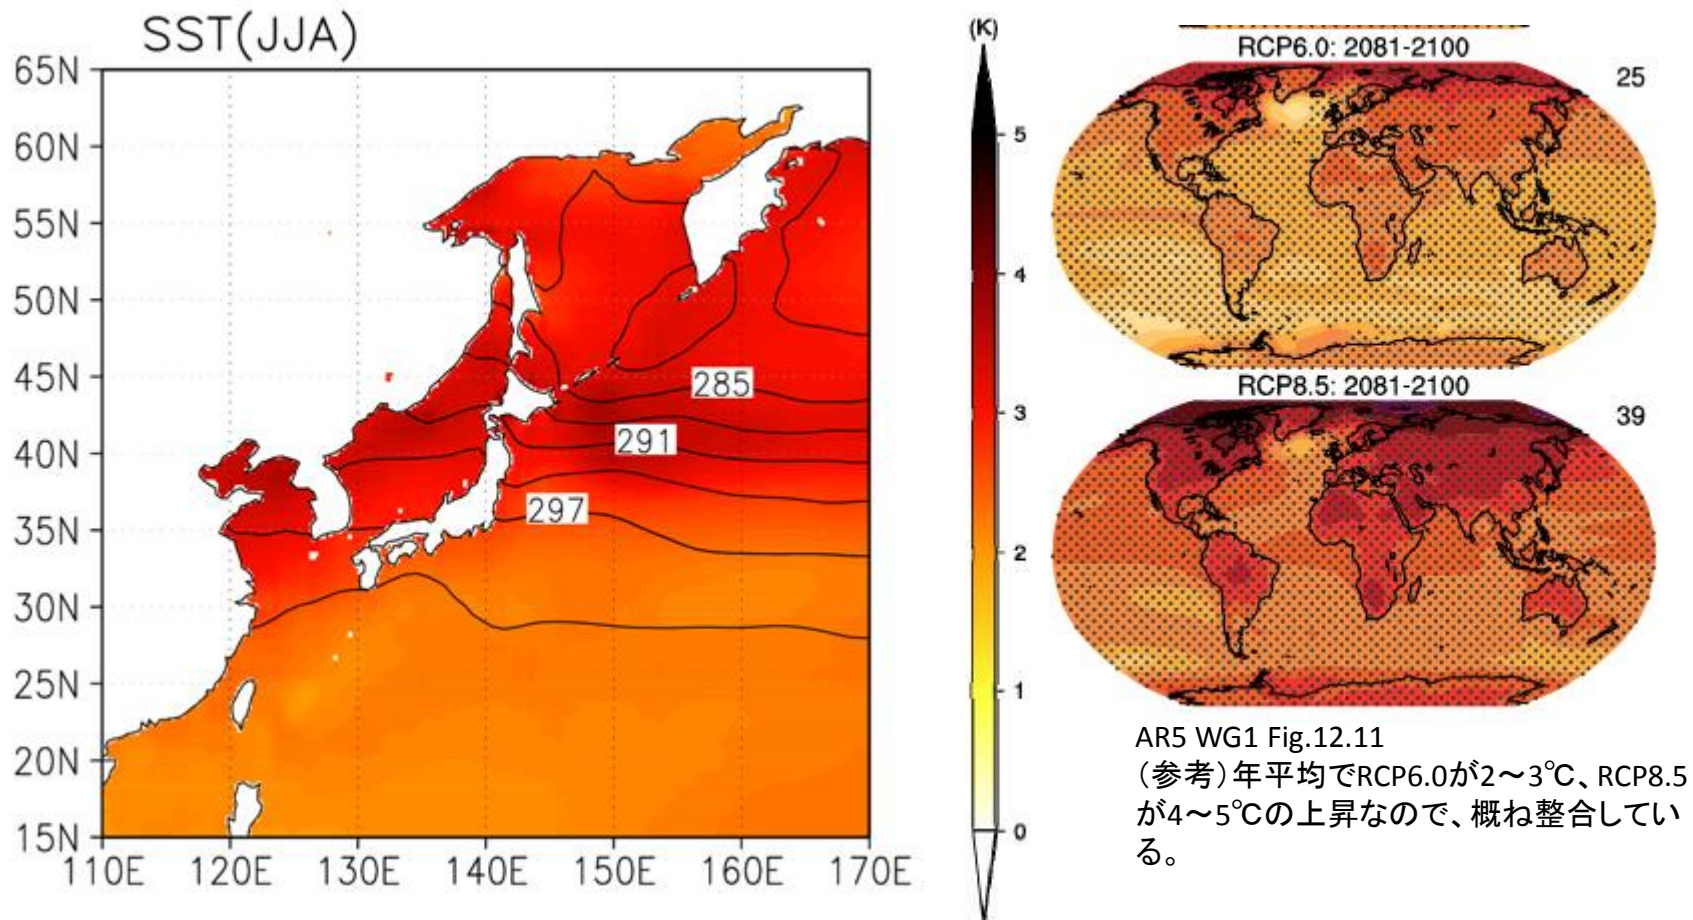 SST(JJA)
65N
60N
55N
50N
45N
40N
35N
30N
25N
20N
15N
110E 120E 130E 140E 150E 160E 170E
285
291
297
(K)
5
4
3
2
1
0
RCP6.0: 2081-2100
25
RCP8.5: 2081-2100
39
AR5 WG1 Fig.12.11
（参考）年平均でRCP6.0が2～3℃、RCP8.5
が4～5℃の上昇なので、概ね整合してい
る。